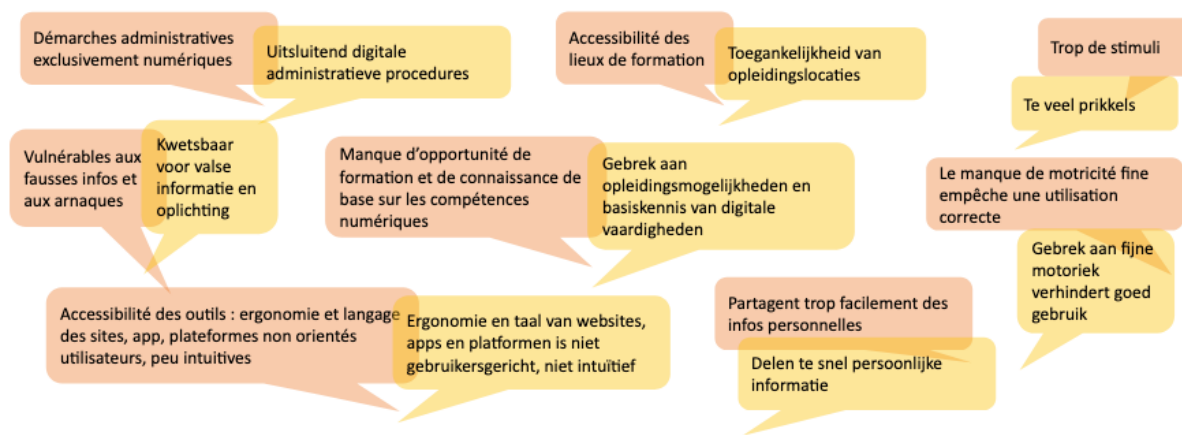 Démarches administratives
exclusivement numériques
Uitsluitend digitale
administratieve procedures
Accessibilité des
lieux de formation
Toegankelijkheid van
opleidingslocaties
Trop de stimuli
Te veel prikkels
Vulnérables aux
fausses infos et
aux arnaques
Kwetsbaar
voor valse
informatie en
oplichting
Manque d'opportunité de
formation et de connaissance de
base sur les compétences
numériques
Gebrek aan
opleidingsmogelijkheden en
basiskennis van digitale
vaardigheden
Le manque de motricité fine
empêche une utilisation
correcte
Gebrek aan fijne
motoriek
verhindert goed
gebruik
Accessibilité des outils : ergonomie et langage
des sites, app, plateformes non orientés
utilisateurs, peu intuitives
Ergonomie en taal van websites,
apps en platformen is niet
gebruikersgericht, niet intuïtief
Partagent trop facilement des
infos personnelles
Delen te snel persoonlijke
informatie